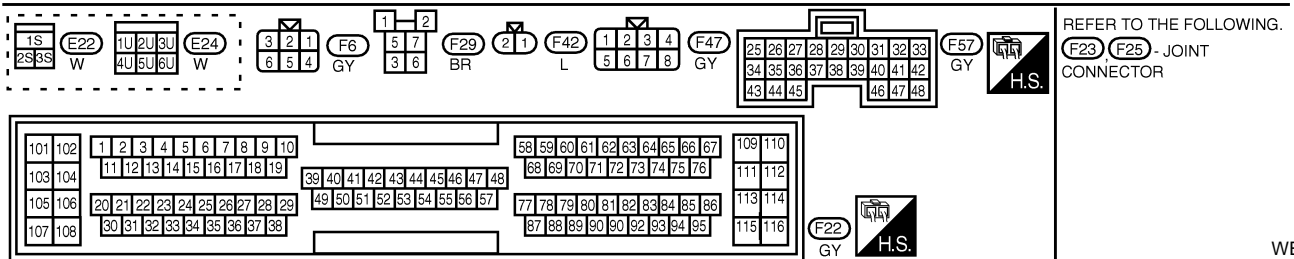 1S
2S 3S
E22
W
1U 2U 3U
4U 5U 6U
E24
W
3 2 1
6 5 4
F6
GY
1 2
5 7
3 6
F29
BR
2 1
F42
L
1 2 3 4
5 6 7 8
F47
GY
25 26 27 28 29 30 31 32 33
34 35 36 37 38 39 40 41 42
43 44 45 46 47 48
F57
GY
H.S.
REFER TO THE FOLLOWING.
F23, F25 - JOINT
CONNECTOR
101 102
103 104
105 106
107 108
1 2 3 4 5 6 7 8 9 10
11 12 13 14 15 16 17 18 19
20 21 22 23 24 25 26 27 28 29
30 31 32 33 34 35 36 37 38
39 40 41 42 43 44 45 46 47 48
49 50 51 52 53 54 55 56 57
58 59 60 61 62 63 64 65 66 67
68 69 70 71 72 73 74 75 76
77 78 79 80 81 82 83 84 85 86
87 88 89 90 90 92 93 94 95
109 110
111 112
113 114
115 116
F22
GY
H.S.
WE